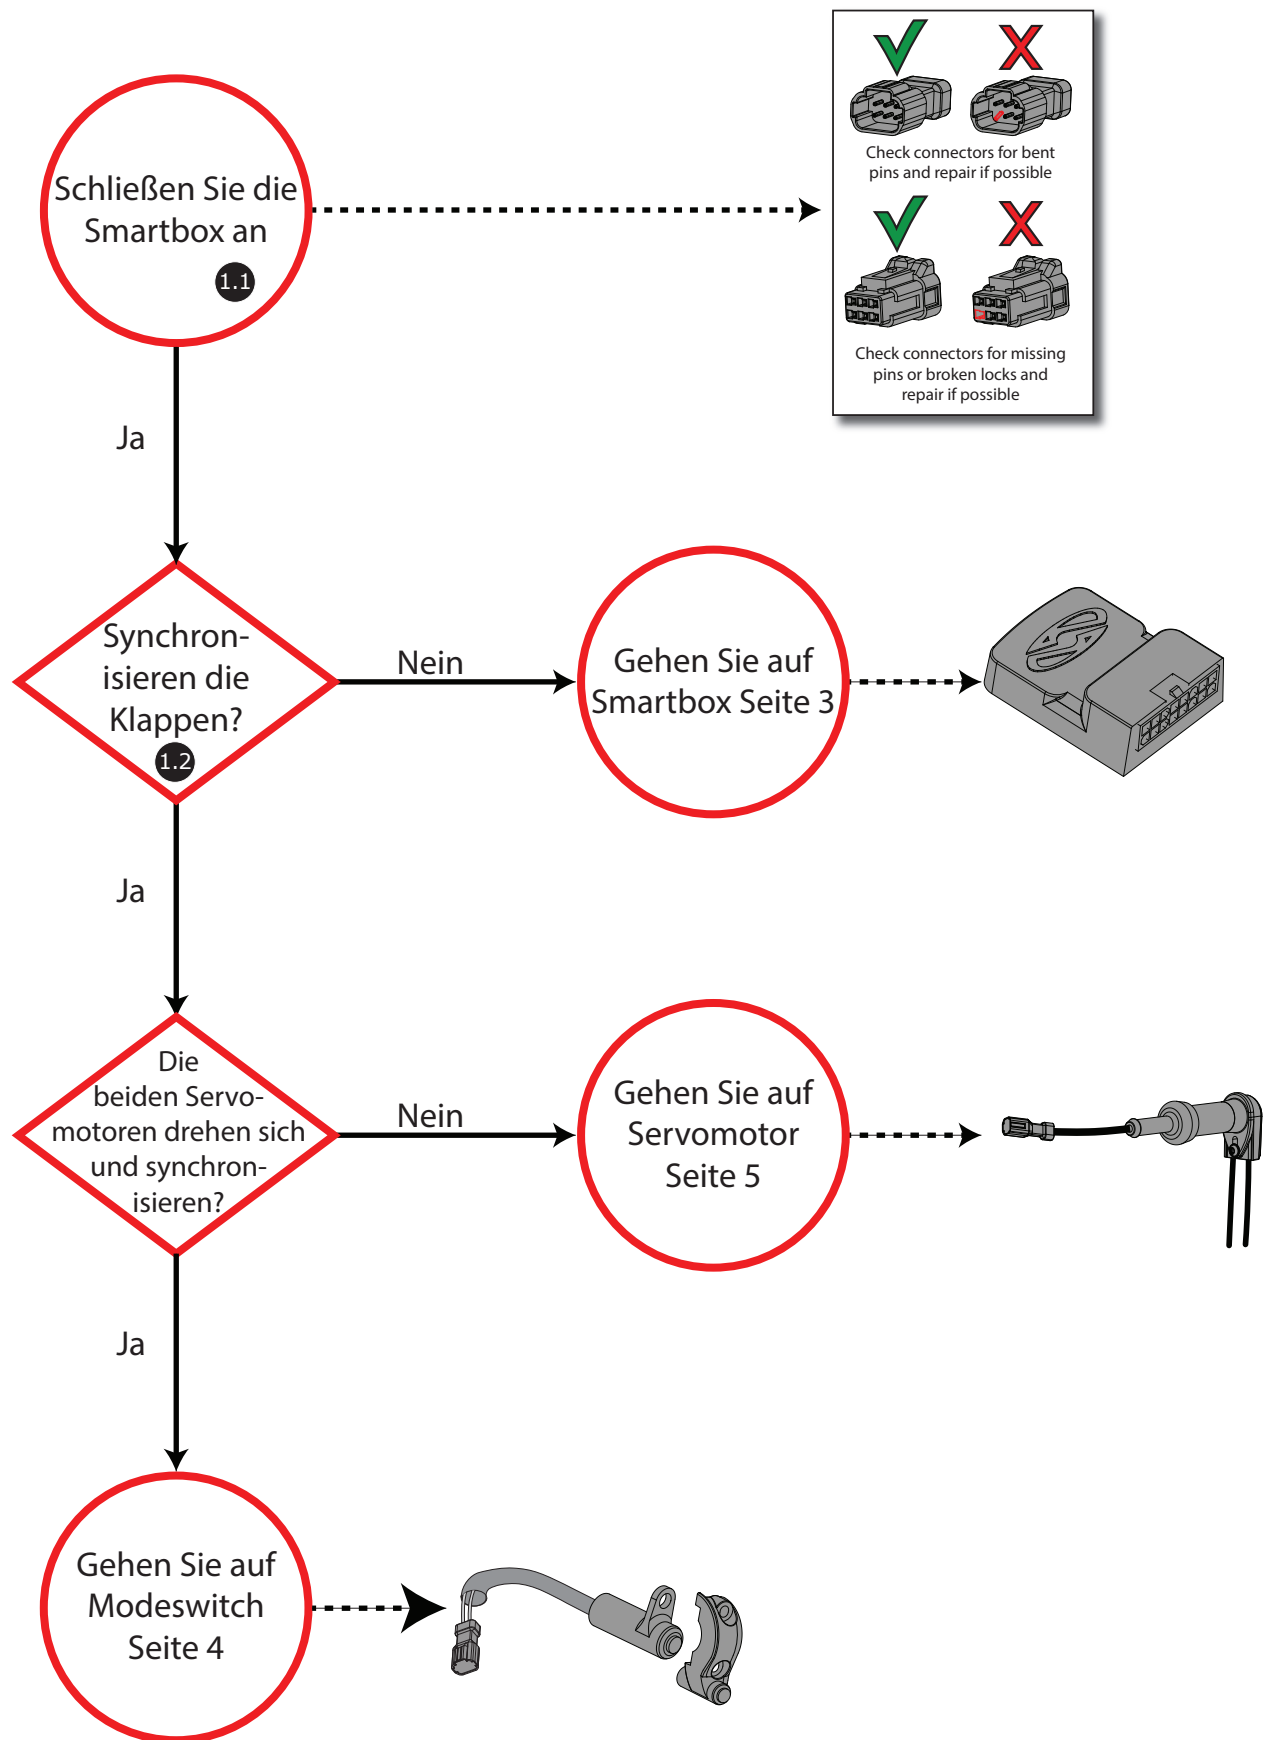 Schließen Sie die
Smartbox an
1.1
Check connectors for bent
pins and repair if possible
Check connectors for missing
pins or broken locks and
repair if possible
Ja
Synchron-
isieren die
Klappen?
1.2
Nein
Gehen Sie auf
Smartbox Seite 3
Ja
Die
beiden Servo-
motoren drehen sich
und synchron-
isieren?
Nein
Gehen Sie auf
Servomotor
Seite 5
Ja
Gehen Sie auf
Modeswitch
Seite 4